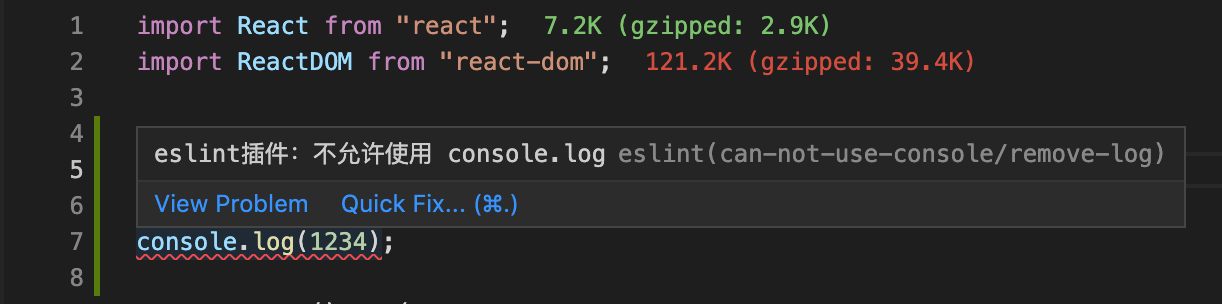 1 import React from "react"; 7.2K (gzipped: 2.9K)
2 import ReactDOM from "react-dom"; 121.2K (gzipped: 39.4K)
3
4
eslint插件：不允许使用 console.log eslint(can-not-use-console/remove-log)
5
6 View Problem Quick Fix... (⌘.)
7 console.log(1234);
8